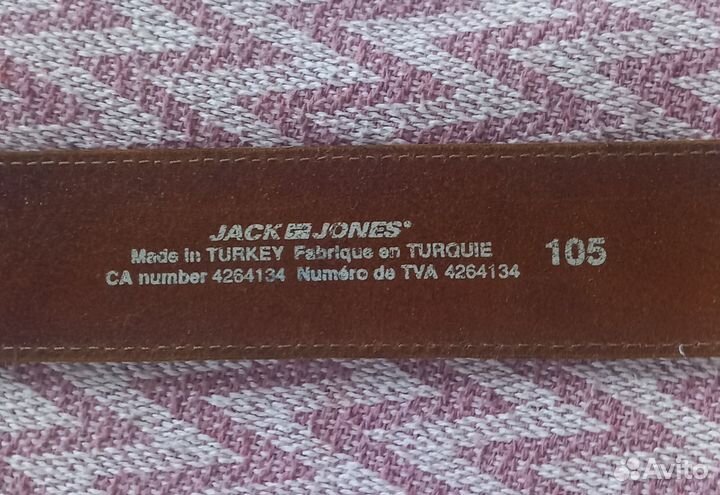 JACK & JONES®
Made in TURKEY Fabrique en TURQUIE
CA number 4264134 Numéro de TVA 4264134
105
Avito